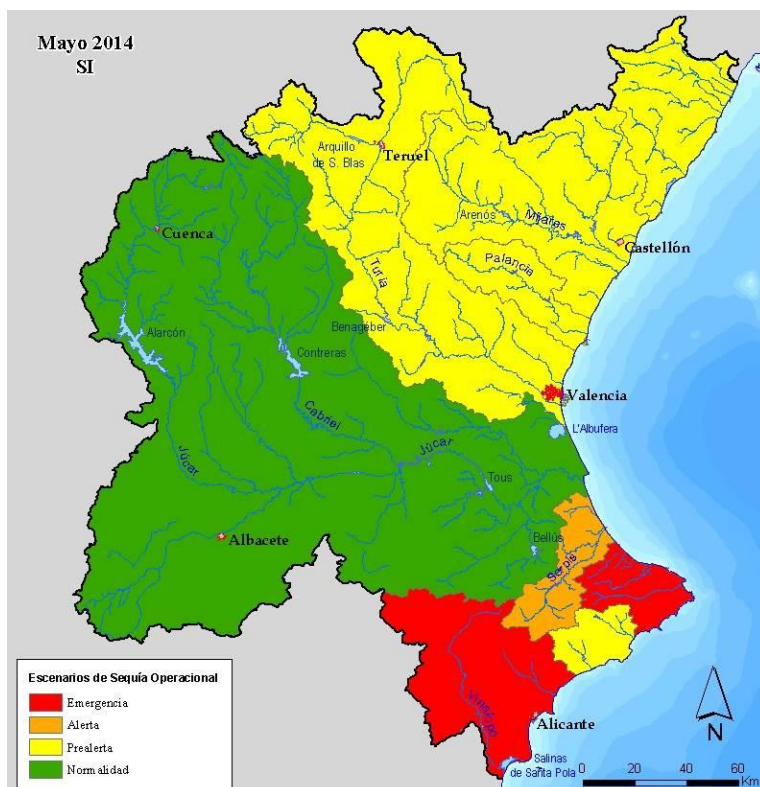 Mayo 2014
SI
Arquillo
de S. Blas
Teruel
Arenós
Mijares
Castellón
Cuenca
Palancia
Turia
Benagéber
Alarcón
Contreras
Valencia
L'Albufera
Cabriel
Júcar
Júcar
Tous
Albacete
Bellús
Serpis
Vinalopo
Alicante
Salinas
de Santa Pola
Escenarios de Sequía Operacional
Emergencia
Alerta
Prealerta
Normalidad
N
0 20 40 60
Km